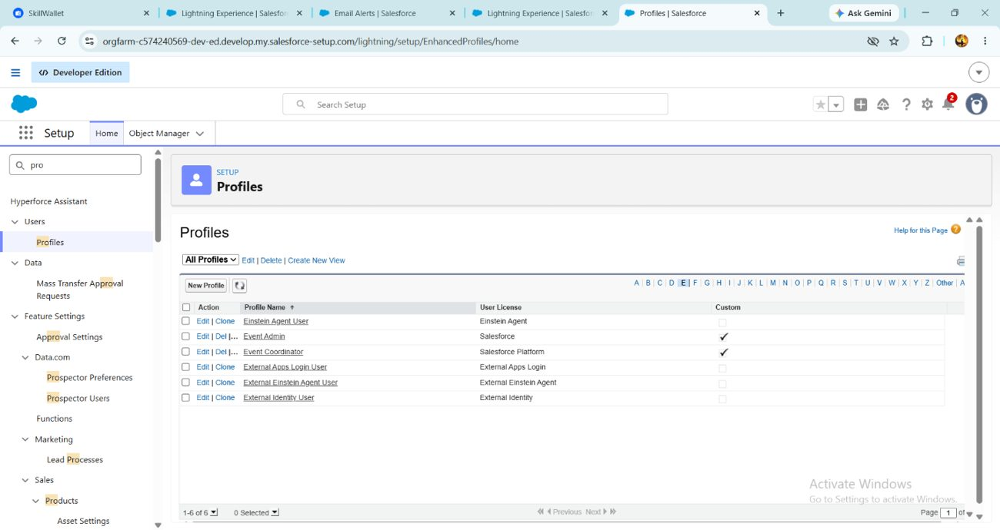 SkillWallet
Lightning Experience | Salesfor
Email Alerts | Salesforce
Lightning Experience | Salesfor
Profiles | Salesforce
Ask Gemini
orgfarm-c574240569-dev-ed.develop.my.salesforce-setup.com/lightning/setup/EnhancedProfiles/home
</> Developer Edition
Search Setup
2
Setup
Home
Object Manager
pro
Hyperforce Assistant
Users
Profiles
Data
Mass Transfer Approval
Requests
Feature Settings
Approval Settings
Data.com
Prospector Preferences
Prospector Users
Functions
Marketing
Lead Processes
Sales
Products
Asset Settings
SETUP
Profiles
Profiles
Help for this Page ?
All Profiles Edit | Delete | Create New View
New Profile A B C D E F G H I J K L M N O P Q R S T U V W X Y Z Other A
Action Profile Name ↑ User License Custom
Edit | Clone Einstein Agent User Einstein Agent
Edit | Del |... Event Admin Salesforce
Edit | Del |... Event Coordinator Salesforce Platform
Edit | Clone External Apps Login User External Apps Login
Edit | Clone External Einstein Agent User External Einstein Agent
Edit | Clone External Identity User External Identity
Activate Windows
Go to Settings to activate Windows.
1-6 of 6 0 Selected Previous Next Page 1 of